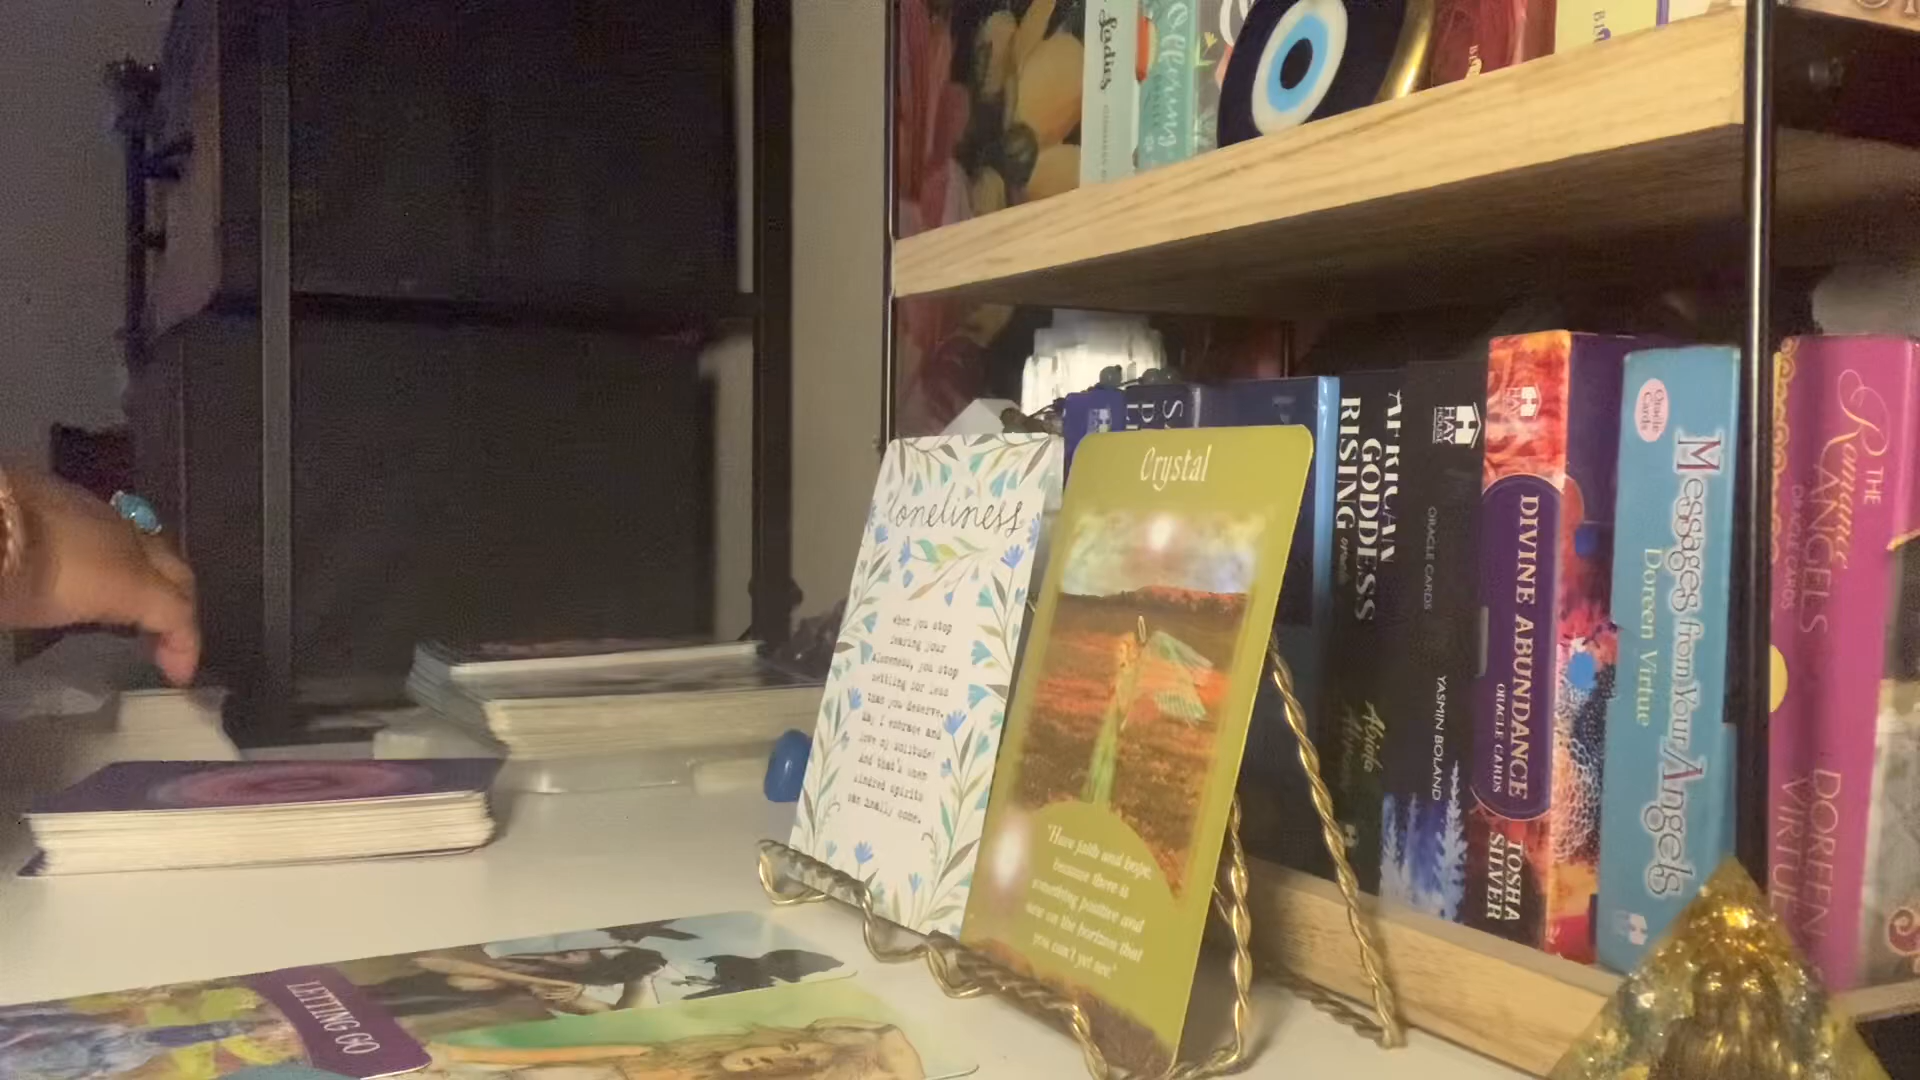 Ladies
Offering
loneliness
when you stop
fearing your
aloneness, you stop
settling for less
than you deserve.
may i embrace and
love my solitude!
and that's when
kindred spirits
can finally come.
Crystal
"Have faith and hope,
because there is
something positive and
new on the horizon that
you can't yet see."
AFRICAN
GODDESS
RISING oracle
HAY
HOUSE
ORACLE CARDS
YASMIN BOLAND
DIVINE ABUNDANCE
ORACLE CARDS
TOSHA
SILVER
Oracle
Cards
Messages from Your Angels
Doreen Virtue
THE
Romance
ANGELS
ORACLE CARDS
DOREEN
VIRTUE
LETTING GO